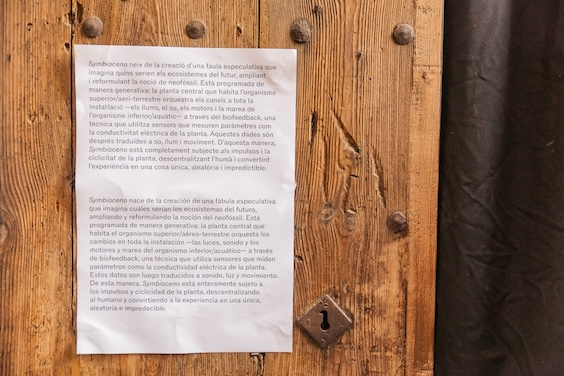 Symbioceno neix de la creació d'una faula especulativa que
imagina quins serien els ecosistemes del futur, ampliant
i reformulant la noció de neofòssil. Està programada de
manera generativa: la planta central que habita l'organisme
superior/aeri-terrestre orquestra els canvis a tota la
instal·lació —els llums, el so, els motors i la marea de
l'organisme inferior/aquàtic— a través del biofeedback, una
tècnica que utilitza sensors que mesuren paràmetres com
la conductivitat elèctrica de la planta. Aquestes dades són
després traduïdes a so, llum i moviment. D'aquesta manera,
Symbioceno està completament subjecte als impulsos i la
ciclicitat de la planta, descentralitzant l'humà i convertint
l'experiència en una cosa única, aleatòria i impredictible.
Symbioceno nace de la creación de una fábula especulativa
que imagina cuáles serían los ecosistemas del futuro,
ampliando y reformulando la noción del neofósil. Está
programada de manera generativa: la planta central que
habita el organismo superior/aéreo-terrestre orquesta los
cambios en toda la instalación —las luces, sonido y los
motores y marea del organismo inferior/acuático— a través
de biofeedback, una técnica que utiliza sensores que miden
parámetros como la conductividad eléctrica de la planta.
Estos datos son luego traducidos a sonido, luz y movimiento.
De esta manera, Symbioceno está enteramente sujeto a
los impulsos y ciclicidad de la planta, descentralizando
al humano y convirtiendo a la experiencia en una única,
aleatoria e impredecible.